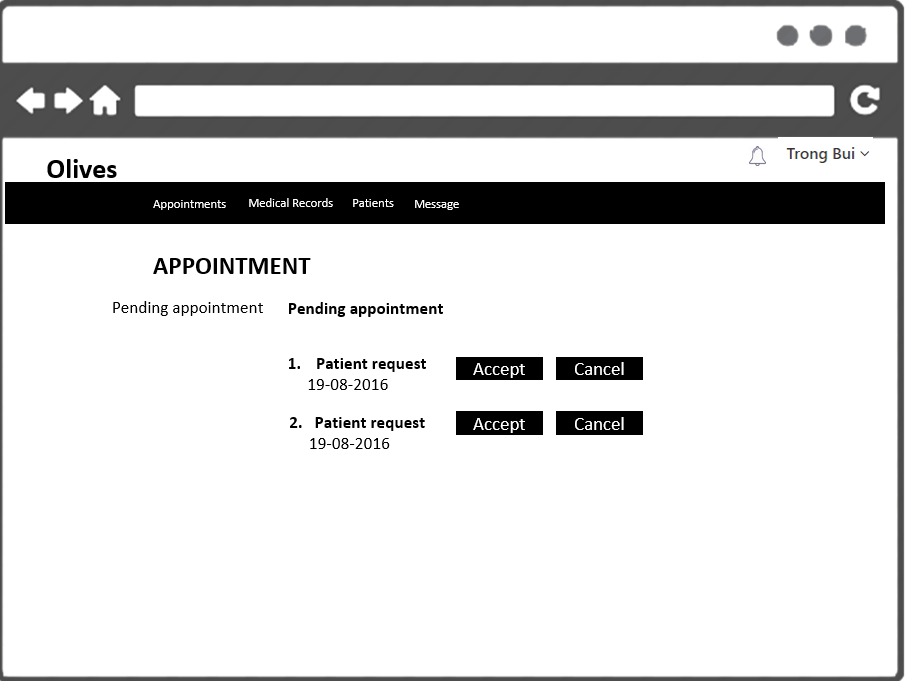 Trong Bui
Olives
Appointments Medical Records Patients Message
APPOINTMENT
Pending appointment Pending appointment
1. Patient request Accept Cancel
19-08-2016
2. Patient request Accept Cancel
19-08-2016